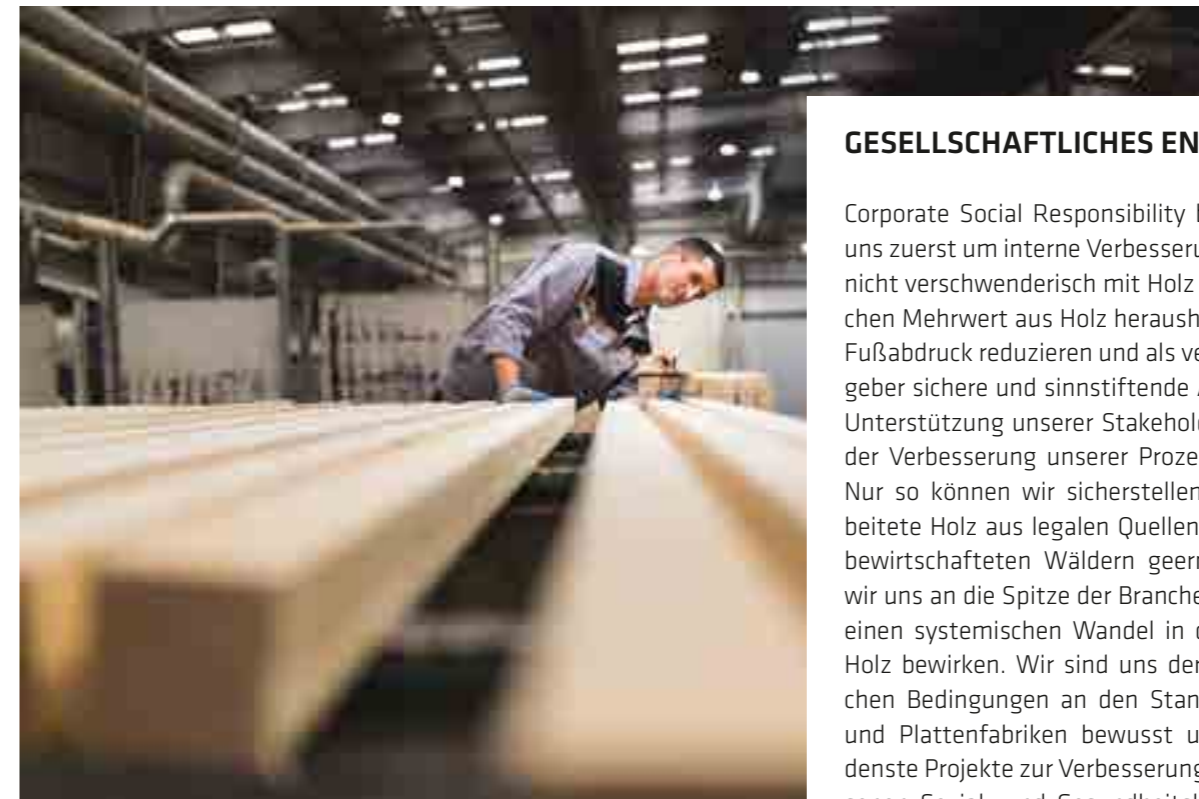 GESELLSCHAFTLICHES EN
Corporate Social Responsibility
uns zuerst um interne Verbesseru
nicht verschwenderisch mit Holz
chen Mehrwert aus Holz heraush
Fußabdruck reduzieren und als ve
geber sichere und sinnstiftende
Unterstützung unserer Stakehol
der Verbesserung unserer Proze
Nur so können wir sicherstellen
beitete Holz aus legalen Quellen
bewirtschafteten Wäldern geer
wir uns an die Spitze der Branche
einen systemischen Wandel in
Holz bewirken. Wir sind uns der
chen Bedingungen an den Stan
und Plattenfabriken bewusst u
denste Projekte zur Verbesserung